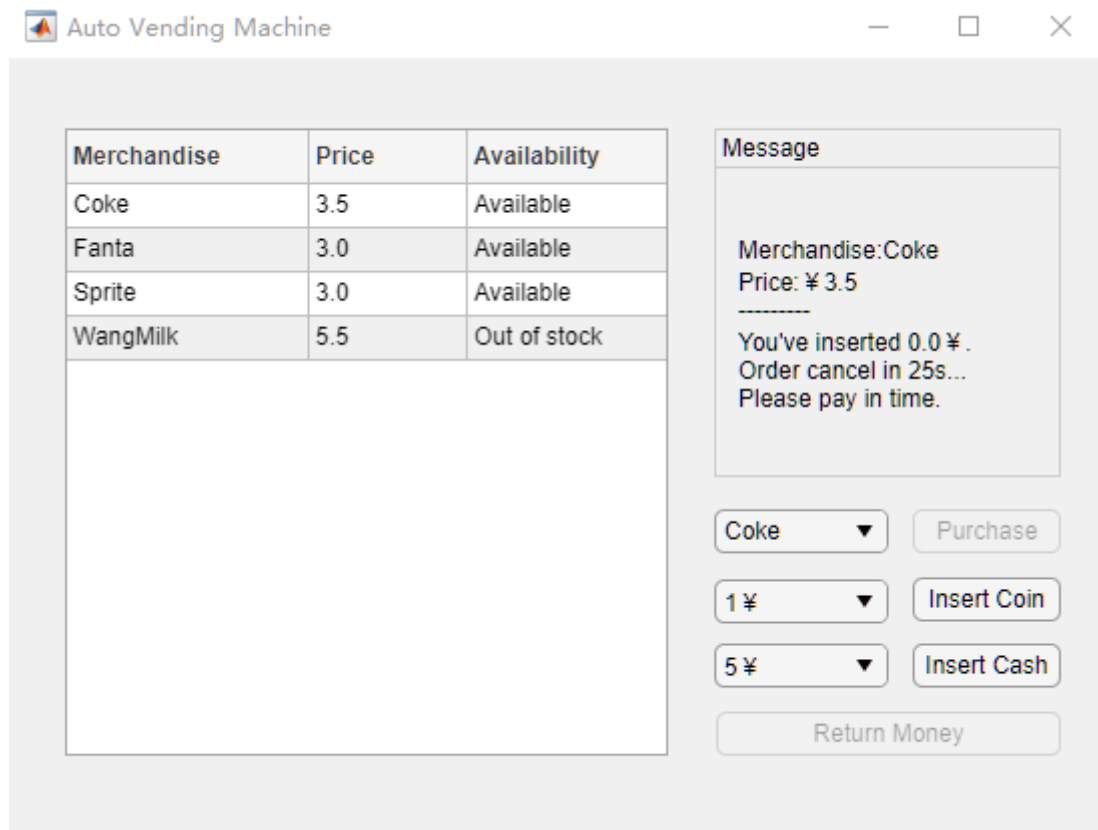 Auto Vending Machine
Merchandise Price Availability
Coke 3.5 Available
Fanta 3.0 Available
Sprite 3.0 Available
WangMilk 5.5 Out of stock
Message
Merchandise:Coke
Price: ¥ 3.5
---------
You've inserted 0.0 ¥ .
Order cancel in 25s...
Please pay in time.
Coke Purchase
1 ¥ Insert Coin
5 ¥ Insert Cash
Return Money